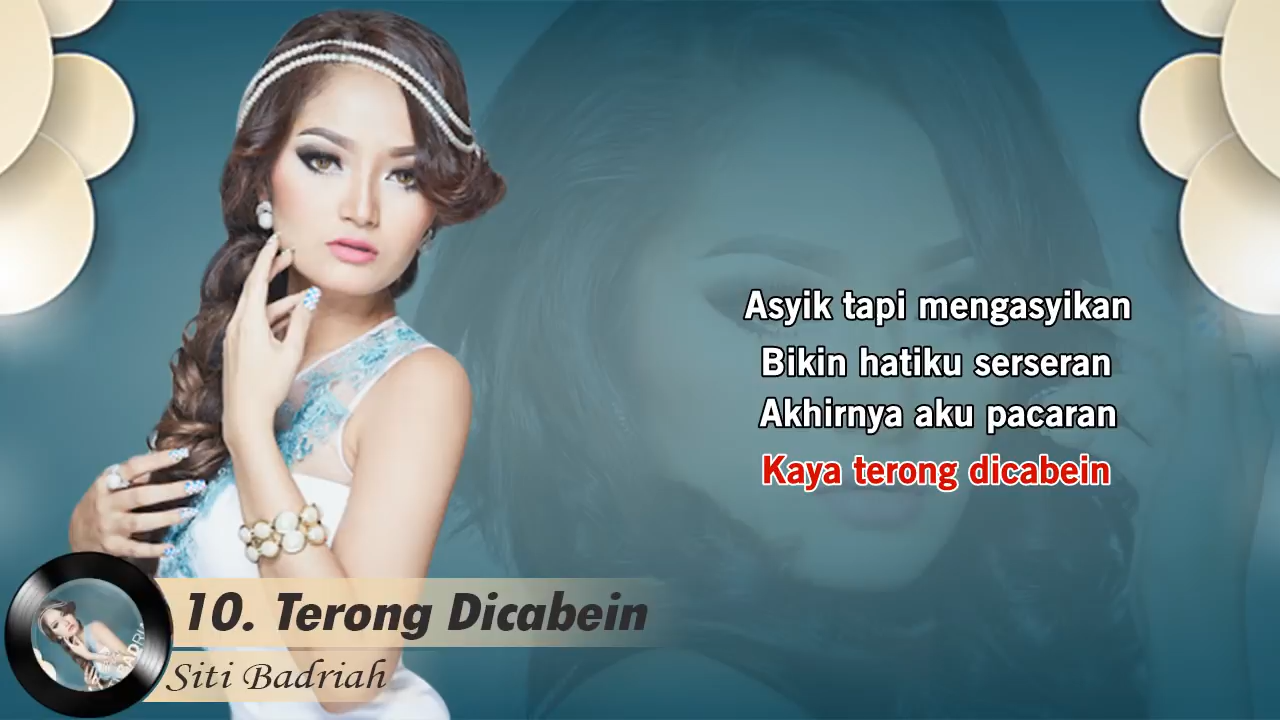 Asyik tapi mengasyikan
Bikin hatiku serseran
Akhirnya aku pacaran
Kaya terong dicabein
10. Terong Dicabein
Siti Badriah